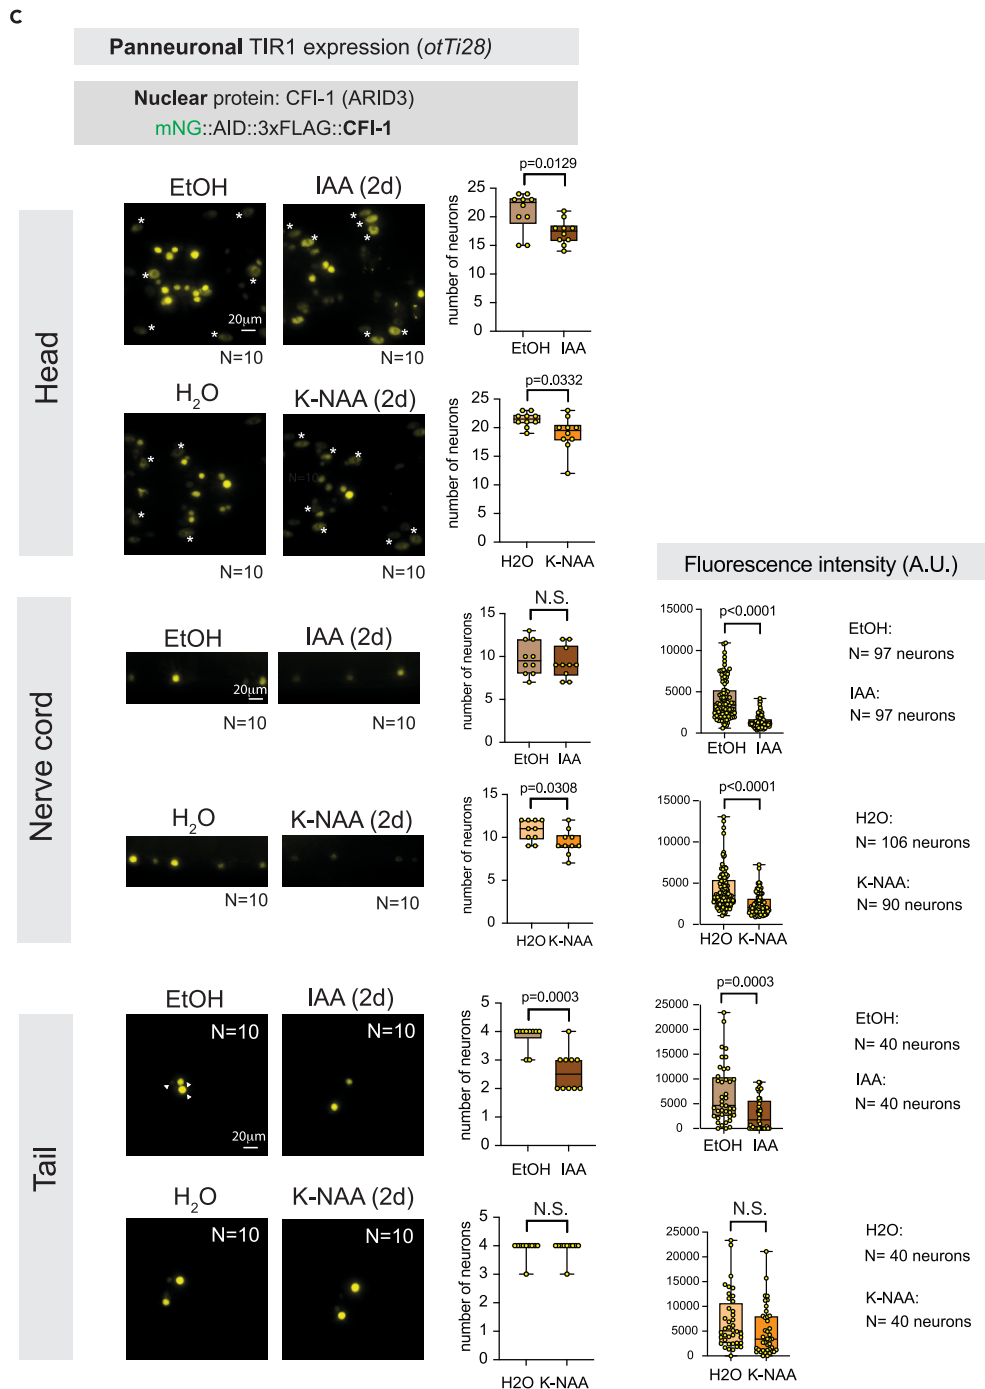 C
Panneuronal TIR1 expression (otTi28)
Nuclear protein: CFI-1 (ARID3)
mNG::AID::3xFLAG::CFI-1
Head
EtOH
IAA (2d)
* * * * * *
20µm
* * * * * * * *
N=10
N=10
p=0.0129
number of neurons
25
20
15
10
5
0
EtOH IAA
H2O
K-NAA (2d)
N=10
N=10
N=10
p=0.0332
number of neurons
25
20
15
10
5
0
H2O K-NAA
Fluorescence intensity (A.U.)
Nerve cord
EtOH
IAA (2d)
20µm
N=10
N=10
N.S.
number of neurons
15
10
5
0
EtOH IAA
p<0.0001
15000
10000
5000
0
EtOH IAA
EtOH:
N= 97 neurons
IAA:
N= 97 neurons
H2O
K-NAA (2d)
N=10
N=10
p=0.0308
number of neurons
15
10
5
0
H2O K-NAA
p<0.0001
15000
10000
5000
0
H2O K-NAA
H2O:
N= 106 neurons
K-NAA:
N= 90 neurons
Tail
EtOH
IAA (2d)
N=10
N=10
20µm
p=0.0003
number of neurons
5
4
3
2
1
0
EtOH IAA
p=0.0003
25000
20000
15000
10000
5000
0
EtOH IAA
EtOH:
N= 40 neurons
IAA:
N= 40 neurons
H2O
K-NAA (2d)
N=10
N=10
N.S.
number of neurons
5
4
3
2
1
0
H2O K-NAA
N.S.
25000
20000
15000
10000
5000
0
H2O K-NAA
H2O:
N= 40 neurons
K-NAA:
N= 40 neurons